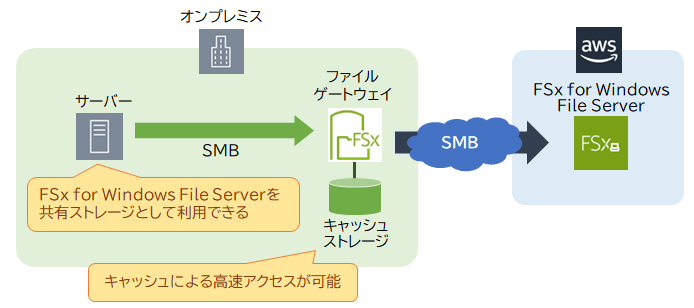 オンプレミス
サーバー
SMB
ファイル
ゲートウェイ
FSx
キャッシュ
ストレージ
SMB
aws
FSx for Windows
File Server
FSx
FSx for Windows File Serverを
共有ストレージとして利用できる
キャッシュによる高速アクセスが可能